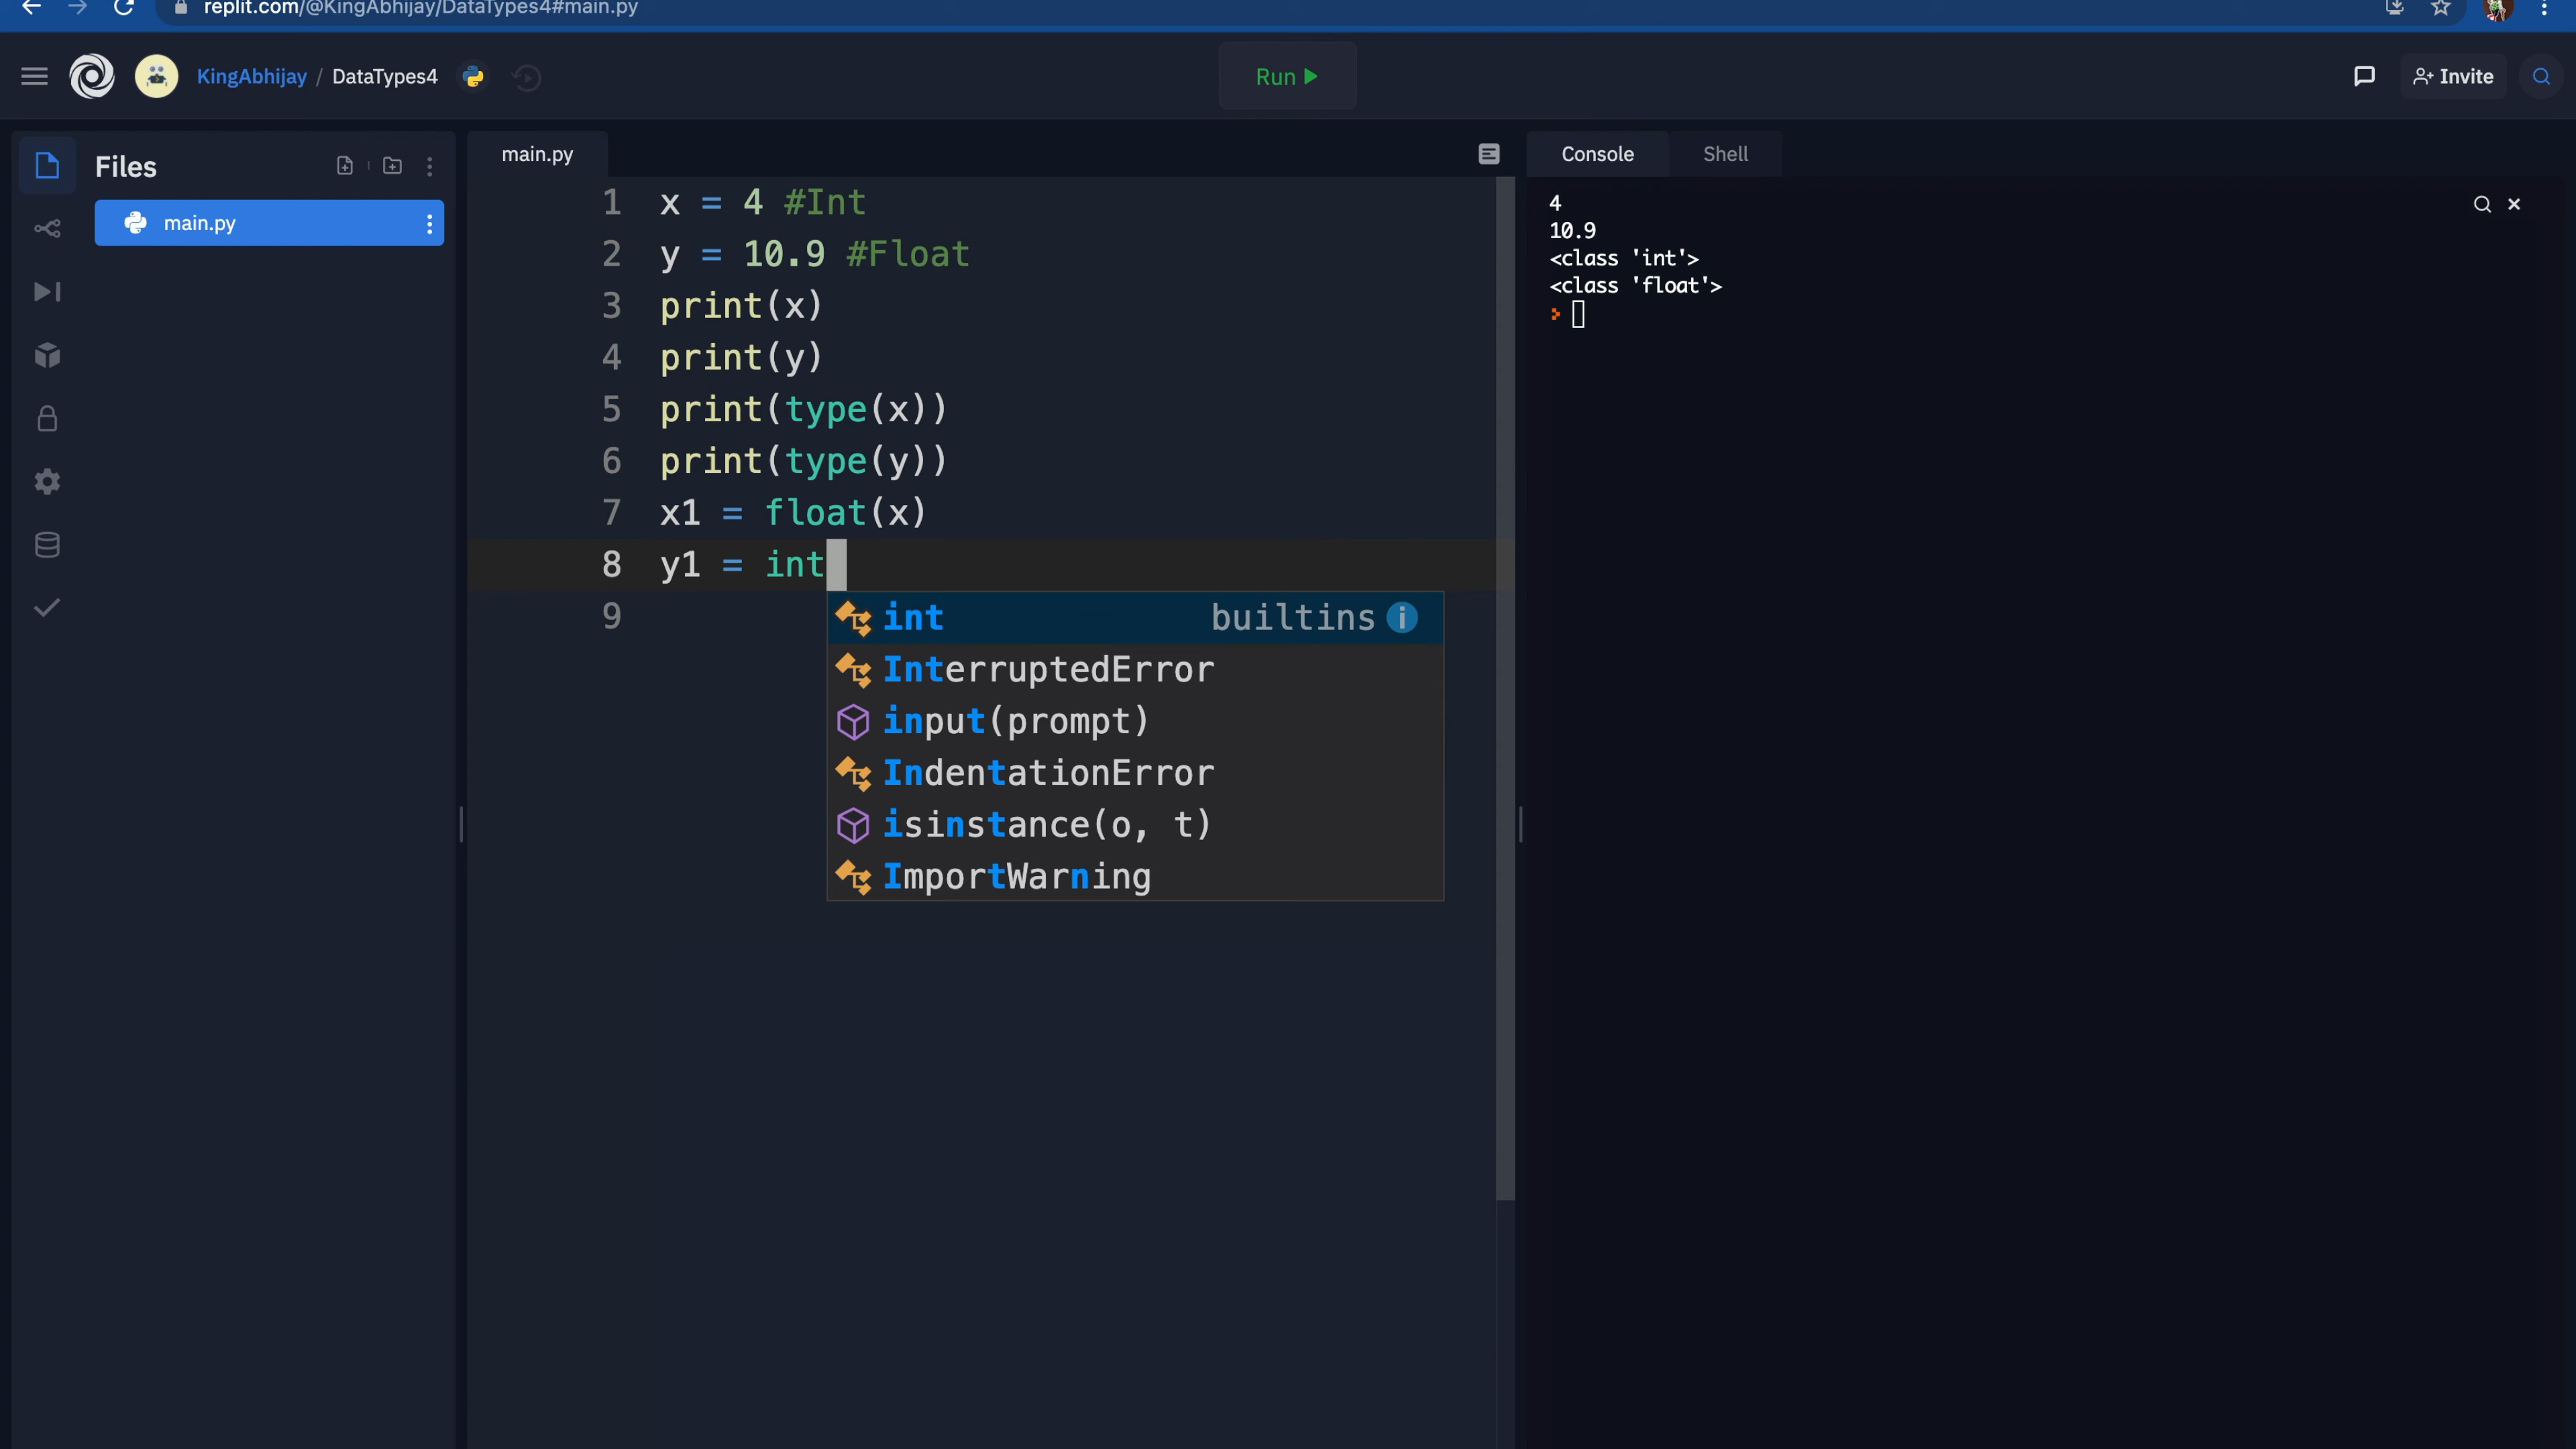 replit.com/@KingAbhijay/DataTypes4#main.py
KingAbhijay / DataTypes4
Run
Invite
Files
main.py
main.py
1 x = 4 #Int
2 y = 10.9 #Float
3 print(x)
4 print(y)
5 print(type(x))
6 print(type(y))
7 x1 = float(x)
8 y1 = int
9
int builtins
InterruptedError
input(prompt)
IndentationError
isinstance(o, t)
ImportWarning
Console Shell
4
10.9
<class 'int'>
<class 'float'>